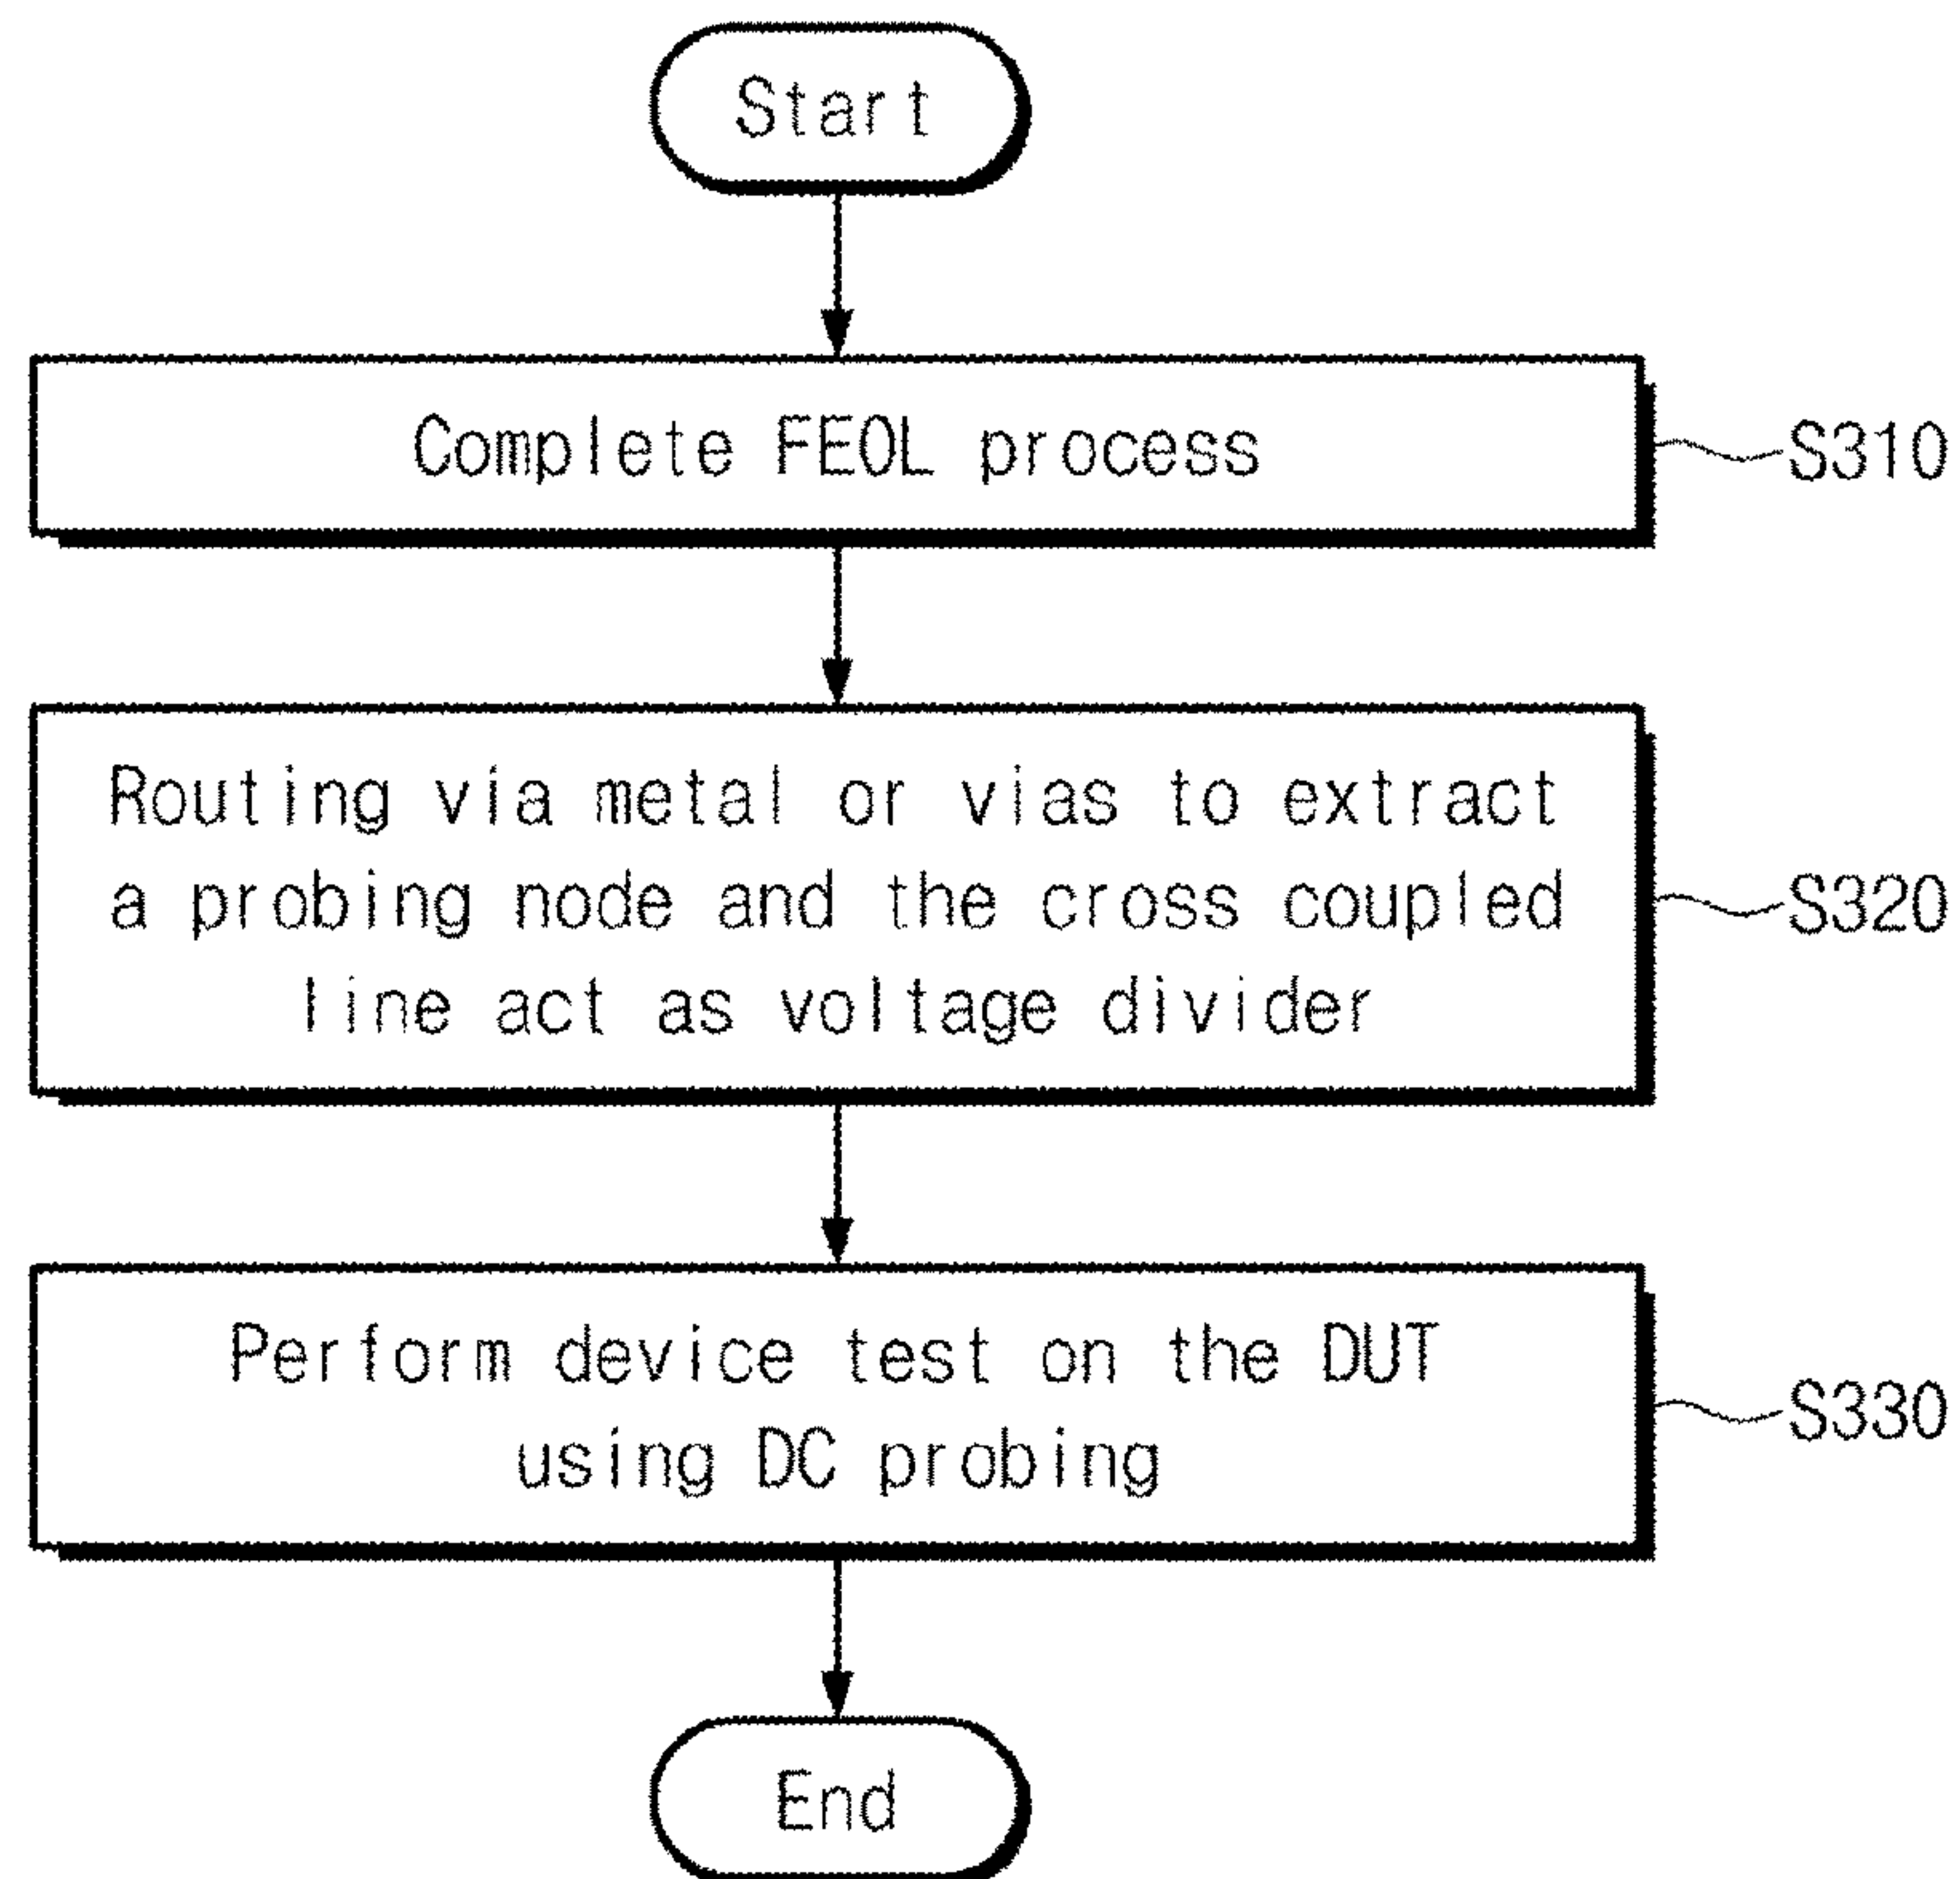 Start
Complete FEOL process
S310
Routing via metal or vias to extract
a probing node and the cross coupled
line act as voltage divider
S320
Perform device test on the DUT
using DC probing
S330
End